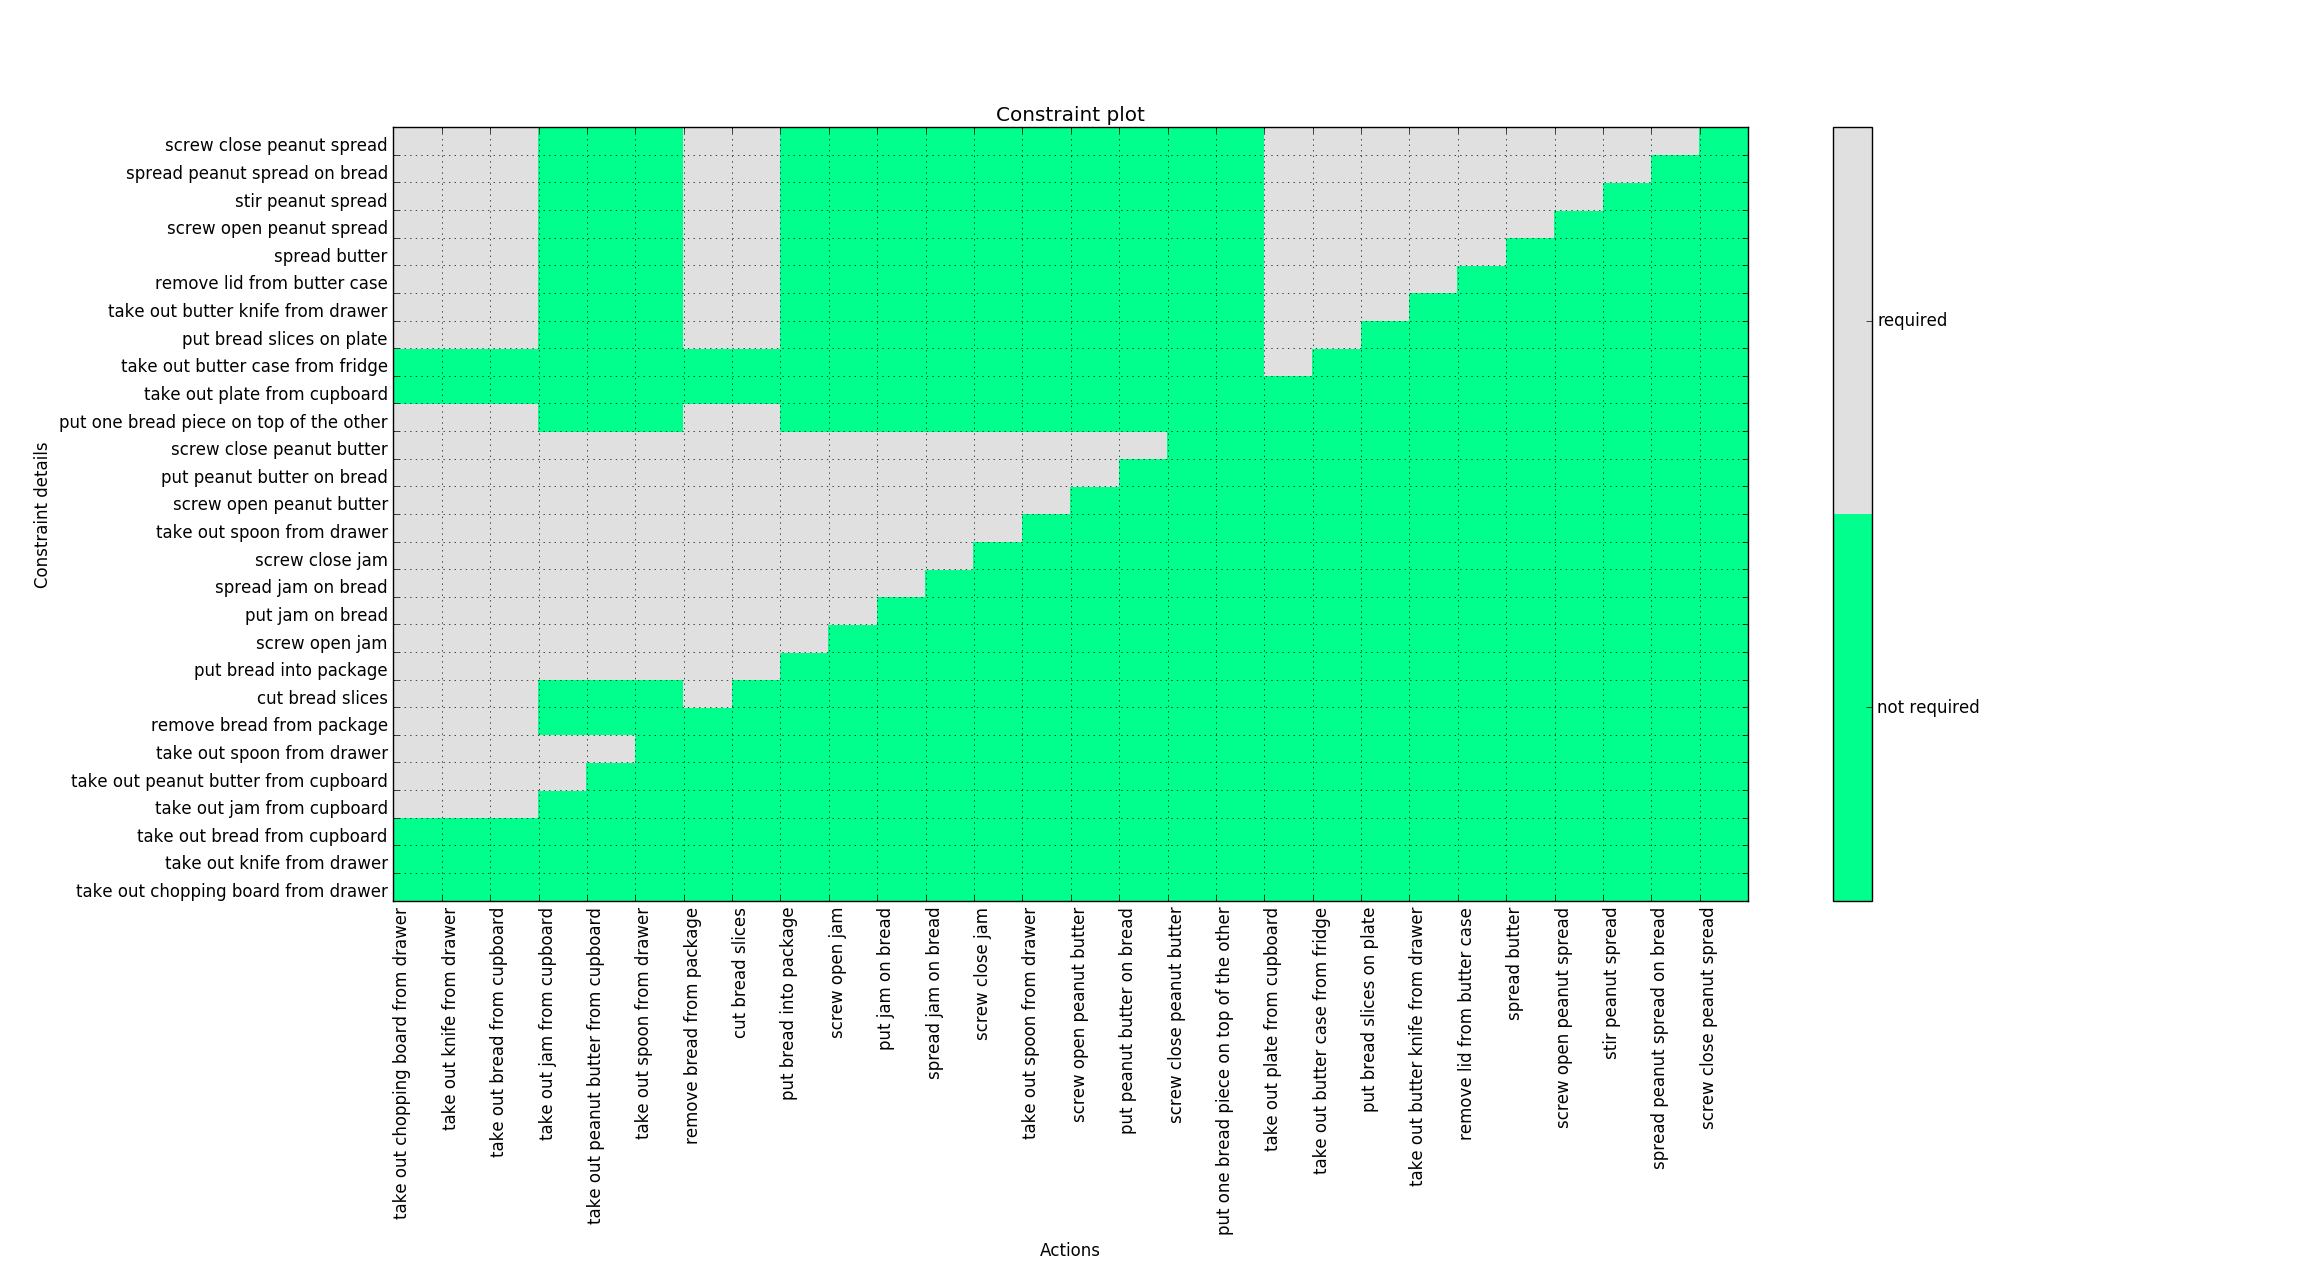 Constraint plot
screw close peanut spread
spread peanut spread on bread
stir peanut spread
screw open peanut spread
spread butter
remove lid from butter case
take out butter knife from drawer
put bread slices on plate
take out butter case from fridge
take out plate from cupboard
put one bread piece on top of the other
screw close peanut butter
put peanut butter on bread
screw open peanut butter
take out spoon from drawer
screw close jam
spread jam on bread
put jam on bread
screw open jam
put bread into package
cut bread slices
remove bread from package
take out spoon from drawer
take out peanut butter from cupboard
take out jam from cupboard
take out bread from cupboard
take out knife from drawer
take out chopping board from drawer
Constraint details
take out chopping board from drawer
take out knife from drawer
take out bread from cupboard
take out jam from cupboard
take out peanut butter from cupboard
take out spoon from drawer
remove bread from package
cut bread slices
put bread into package
screw open jam
put jam on bread
spread jam on bread
screw close jam
take out spoon from drawer
screw open peanut butter
put peanut butter on bread
screw close peanut butter
put one bread piece on top of the other
take out plate from cupboard
take out butter case from fridge
put bread slices on plate
take out butter knife from drawer
remove lid from butter case
spread butter
screw open peanut spread
stir peanut spread
spread peanut spread on bread
screw close peanut spread
Actions
required
not required